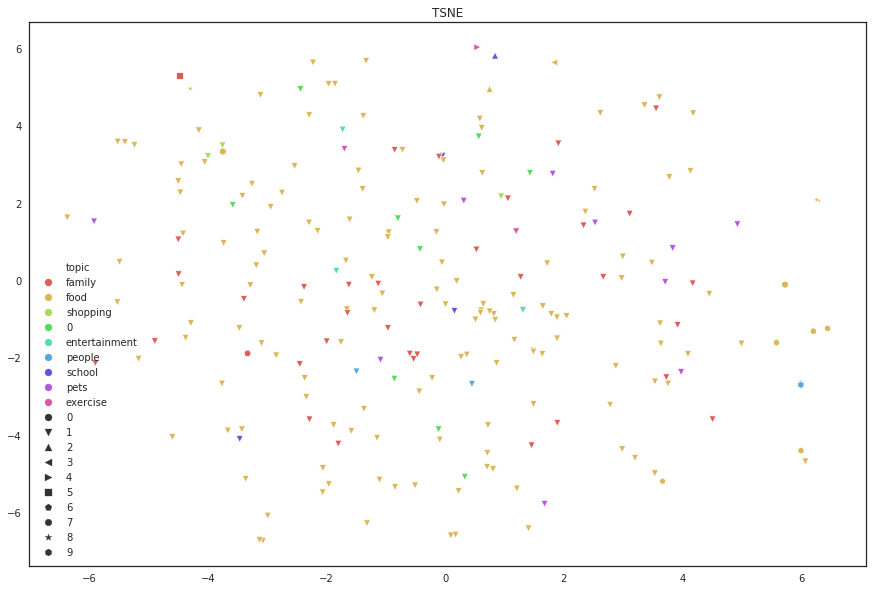 TSNE
6
4
2
0
−2
−4
−6
topic
family
food
shopping
0
entertainment
people
school
pets
exercise
0
1
2
3
4
5
6
7
8
9
−6 −4 −2 0 2 4 6